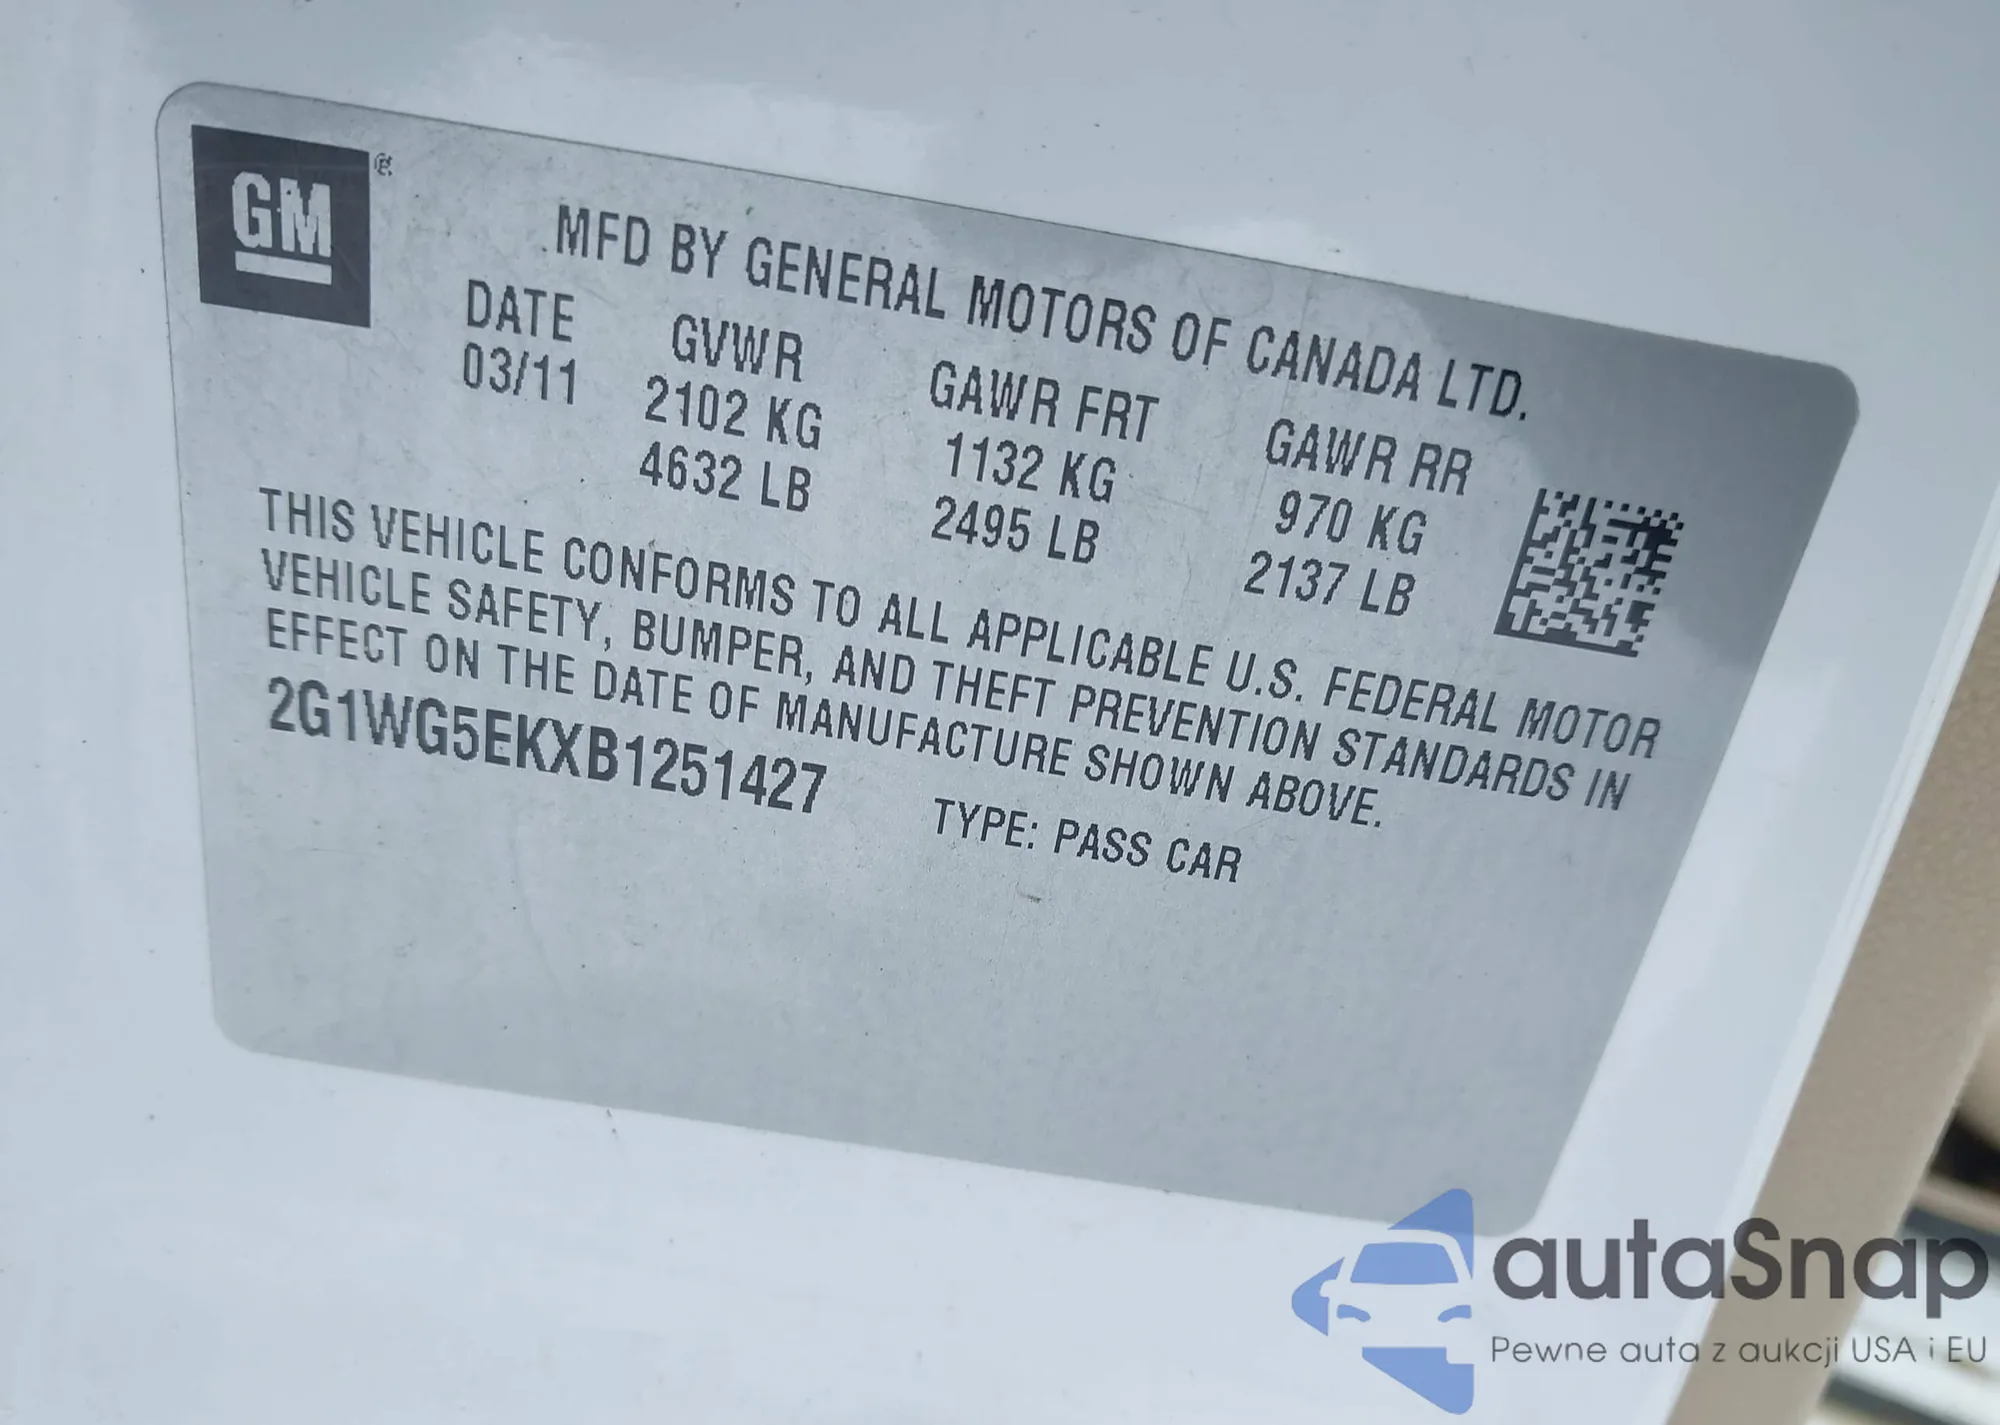 GM
MFD BY GENERAL MOTORS OF CANADA LTD.
DATE GVWR GAWR FRT GAWR RR
03/11 2102 KG 1132 KG 970 KG
4632 LB 2495 LB 2137 LB
THIS VEHICLE CONFORMS TO ALL APPLICABLE U.S. FEDERAL MOTOR
VEHICLE SAFETY, BUMPER, AND THEFT PREVENTION STANDARDS IN
EFFECT ON THE DATE OF MANUFACTURE SHOWN ABOVE.
2G1WG5EKXB1251427 TYPE: PASS CAR
autaSnap
Pewne auta z aukcji USA i EU